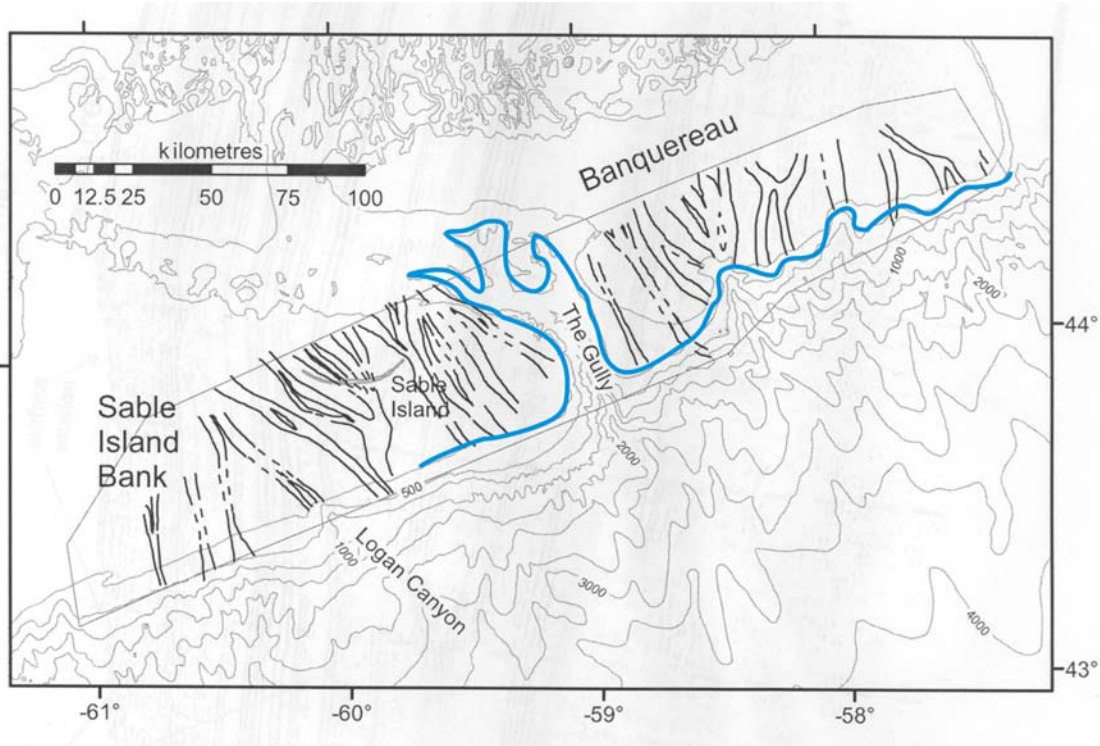 kilometres
0 12.5 25 50 75 100
Banquereau
1000
2000
44°
The Gully
Sable
Island
Sable
Island
Bank
2000
500
1000
Logan Canyon
3000
4000
43°
-61° -60° -59° -58°